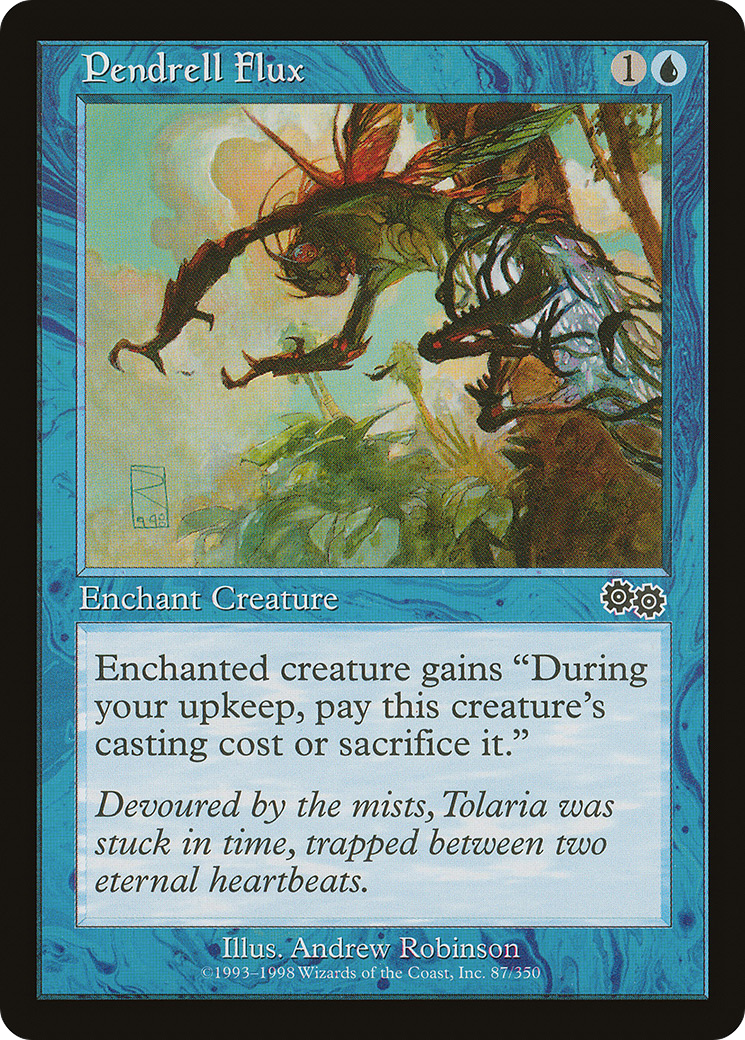 Pendrell Flux
1
Enchant Creature
Enchanted creature gains “During
your upkeep, pay this creature’s
casting cost or sacrifice it.”
Devoured by the mists, Tolaria was
stuck in time, trapped between two
eternal heartbeats.
Illus. Andrew Robinson
©1993–1998 Wizards of the Coast, Inc. 87/350